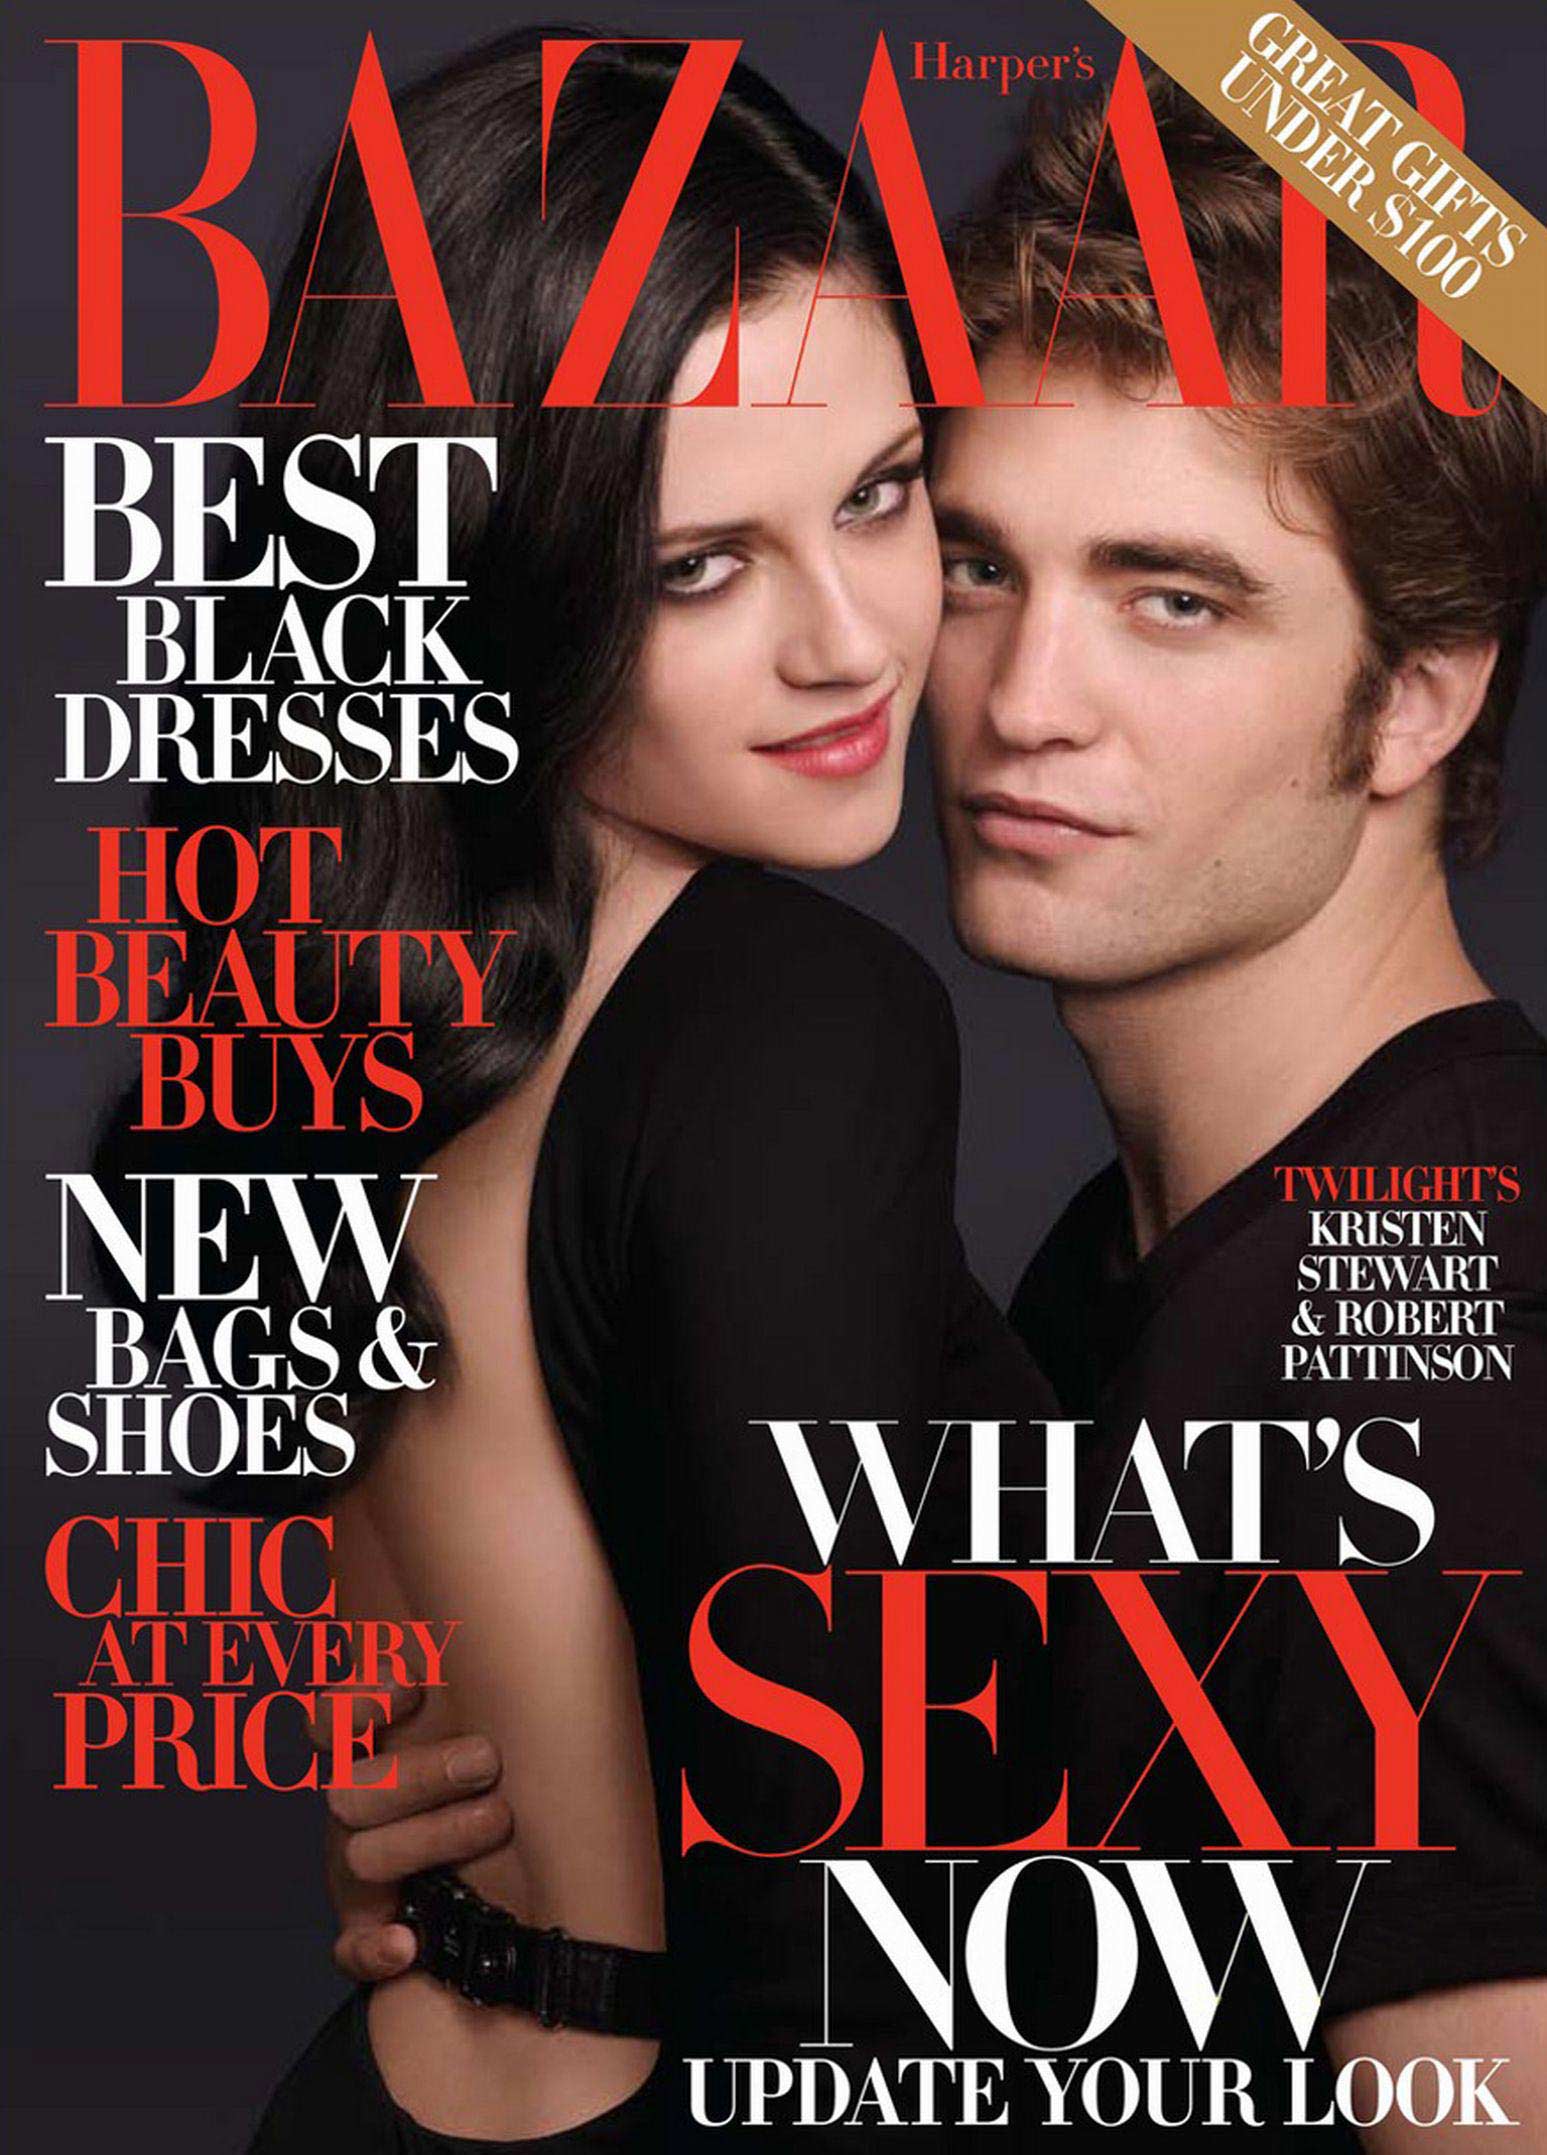 Harper's
BAZAAR
GREAT GIFTS
UNDER $100
BEST
BLACK
DRESSES
HOT
BEAUTY
BUYS
NEW
BAGS &
SHOES
CHIC
AT EVERY
PRICE
TWILIGHT'S
KRISTEN
STEWART
& ROBERT
PATTINSON
WHAT'S
SEXY
NOW
UPDATE YOUR LOOK